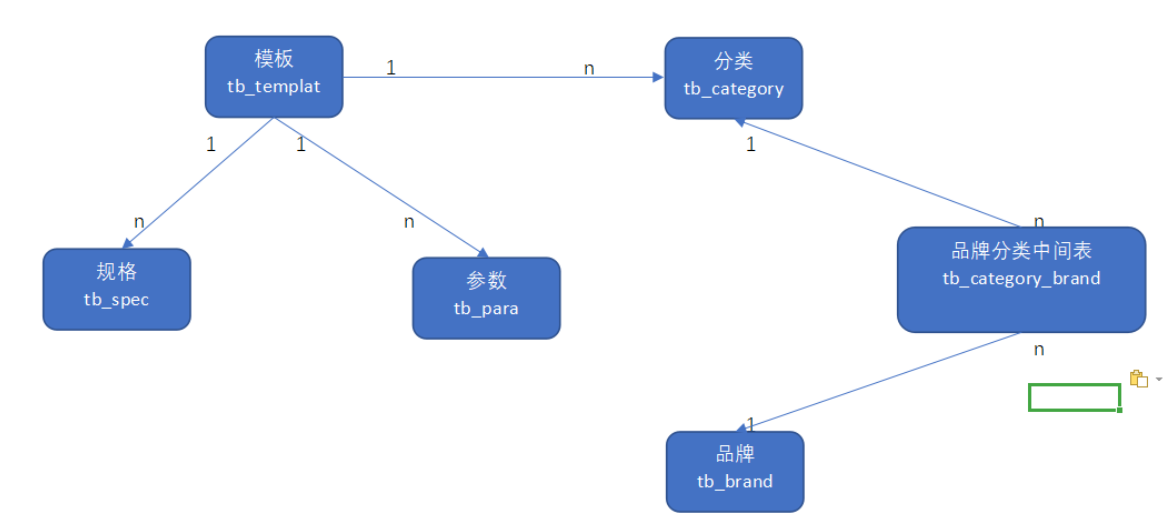 模板
tb_templat
1
n
分类
tb_category
1
1
1
n
n
n
规格
tb_spec
参数
tb_para
品牌分类中间表
tb_category_brand
n
1
品牌
tb_brand